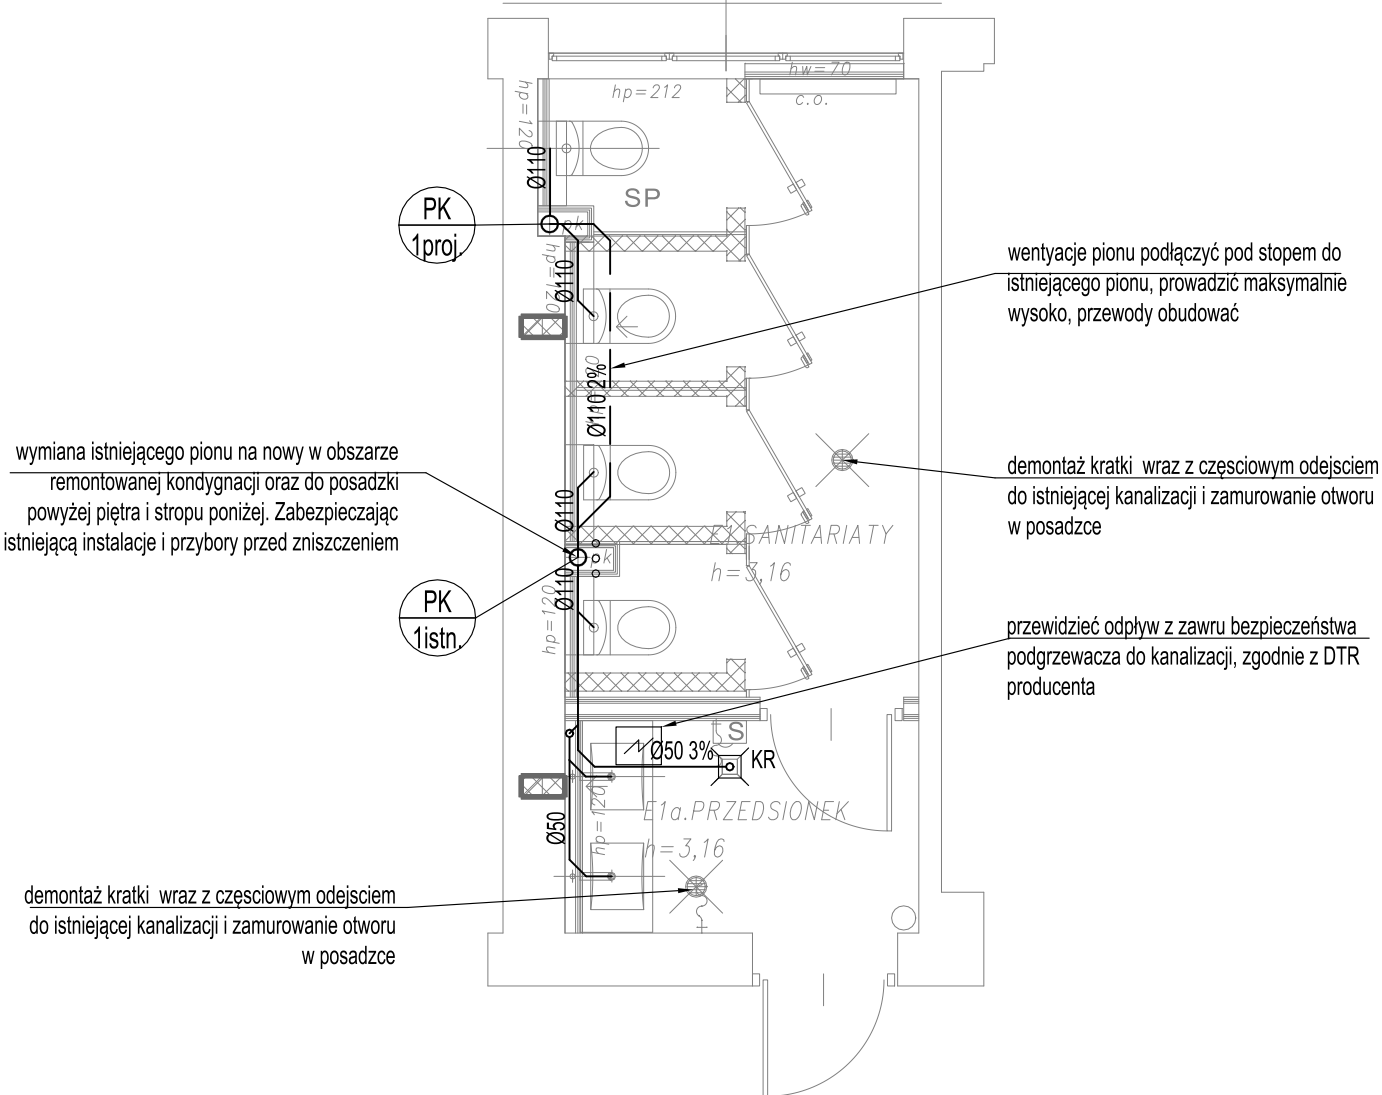 hw=70
hp=212
c.o.
hp=120
Ø110
SP
PK
1proj.
pk
hp=120
Ø110
wentyacje pionu podłączyć pod stopem do
istniejącego pionu, prowadzić maksymalnie
wysoko, przewody obudować
Ø110 2%
wymiana istniejącego pionu na nowy w obszarze
remontowanej kondygnacji oraz do posadzki
powyżej piętra i stropu poniżej. Zabezpieczając
istniejącą instalacje i przybory przed zniszczeniem
demontaż kratki wraz z częsciowym odejsciem
do istniejącej kanalizacji i zamurowanie otworu
w posadzce
Ø110
E1.SANITARIATY
h=3,16
pk
Ø110
hp=120
PK
1istn.
przewidzieć odpływ z zawru bezpieczeństwa
podgrzewacza do kanalizacji, zgodnie z DTR
producenta
S
Ø50 3%
KR
hp=120
E1a.PRZEDSIONEK
h=3,16
Ø50
demontaż kratki wraz z częsciowym odejsciem
do istniejącej kanalizacji i zamurowanie otworu
w posadzce